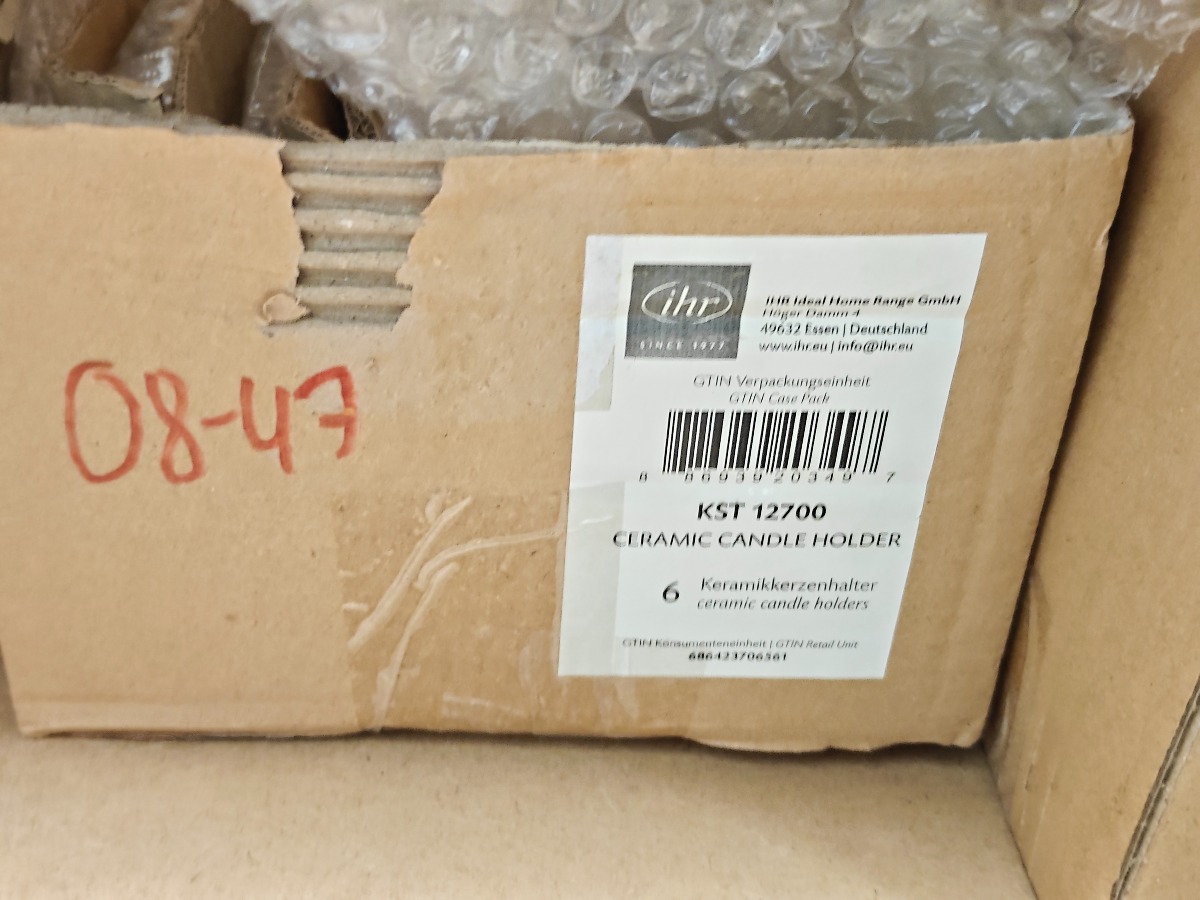 08-47
ihr
SINCE 1977
IHR Ideal Home Range GmbH
Höger Damm 4
49632 Essen | Deutschland
www.ihr.eu | info@ihr.eu
GTIN Verpackungseinheit
GTIN Case Pack
8 86939 20349 7
KST 12700
CERAMIC CANDLE HOLDER
6 Keramikkerzenhalter
ceramic candle holders
GTIN Konsumenteneinheit | GTIN Retail Unit
686423706561